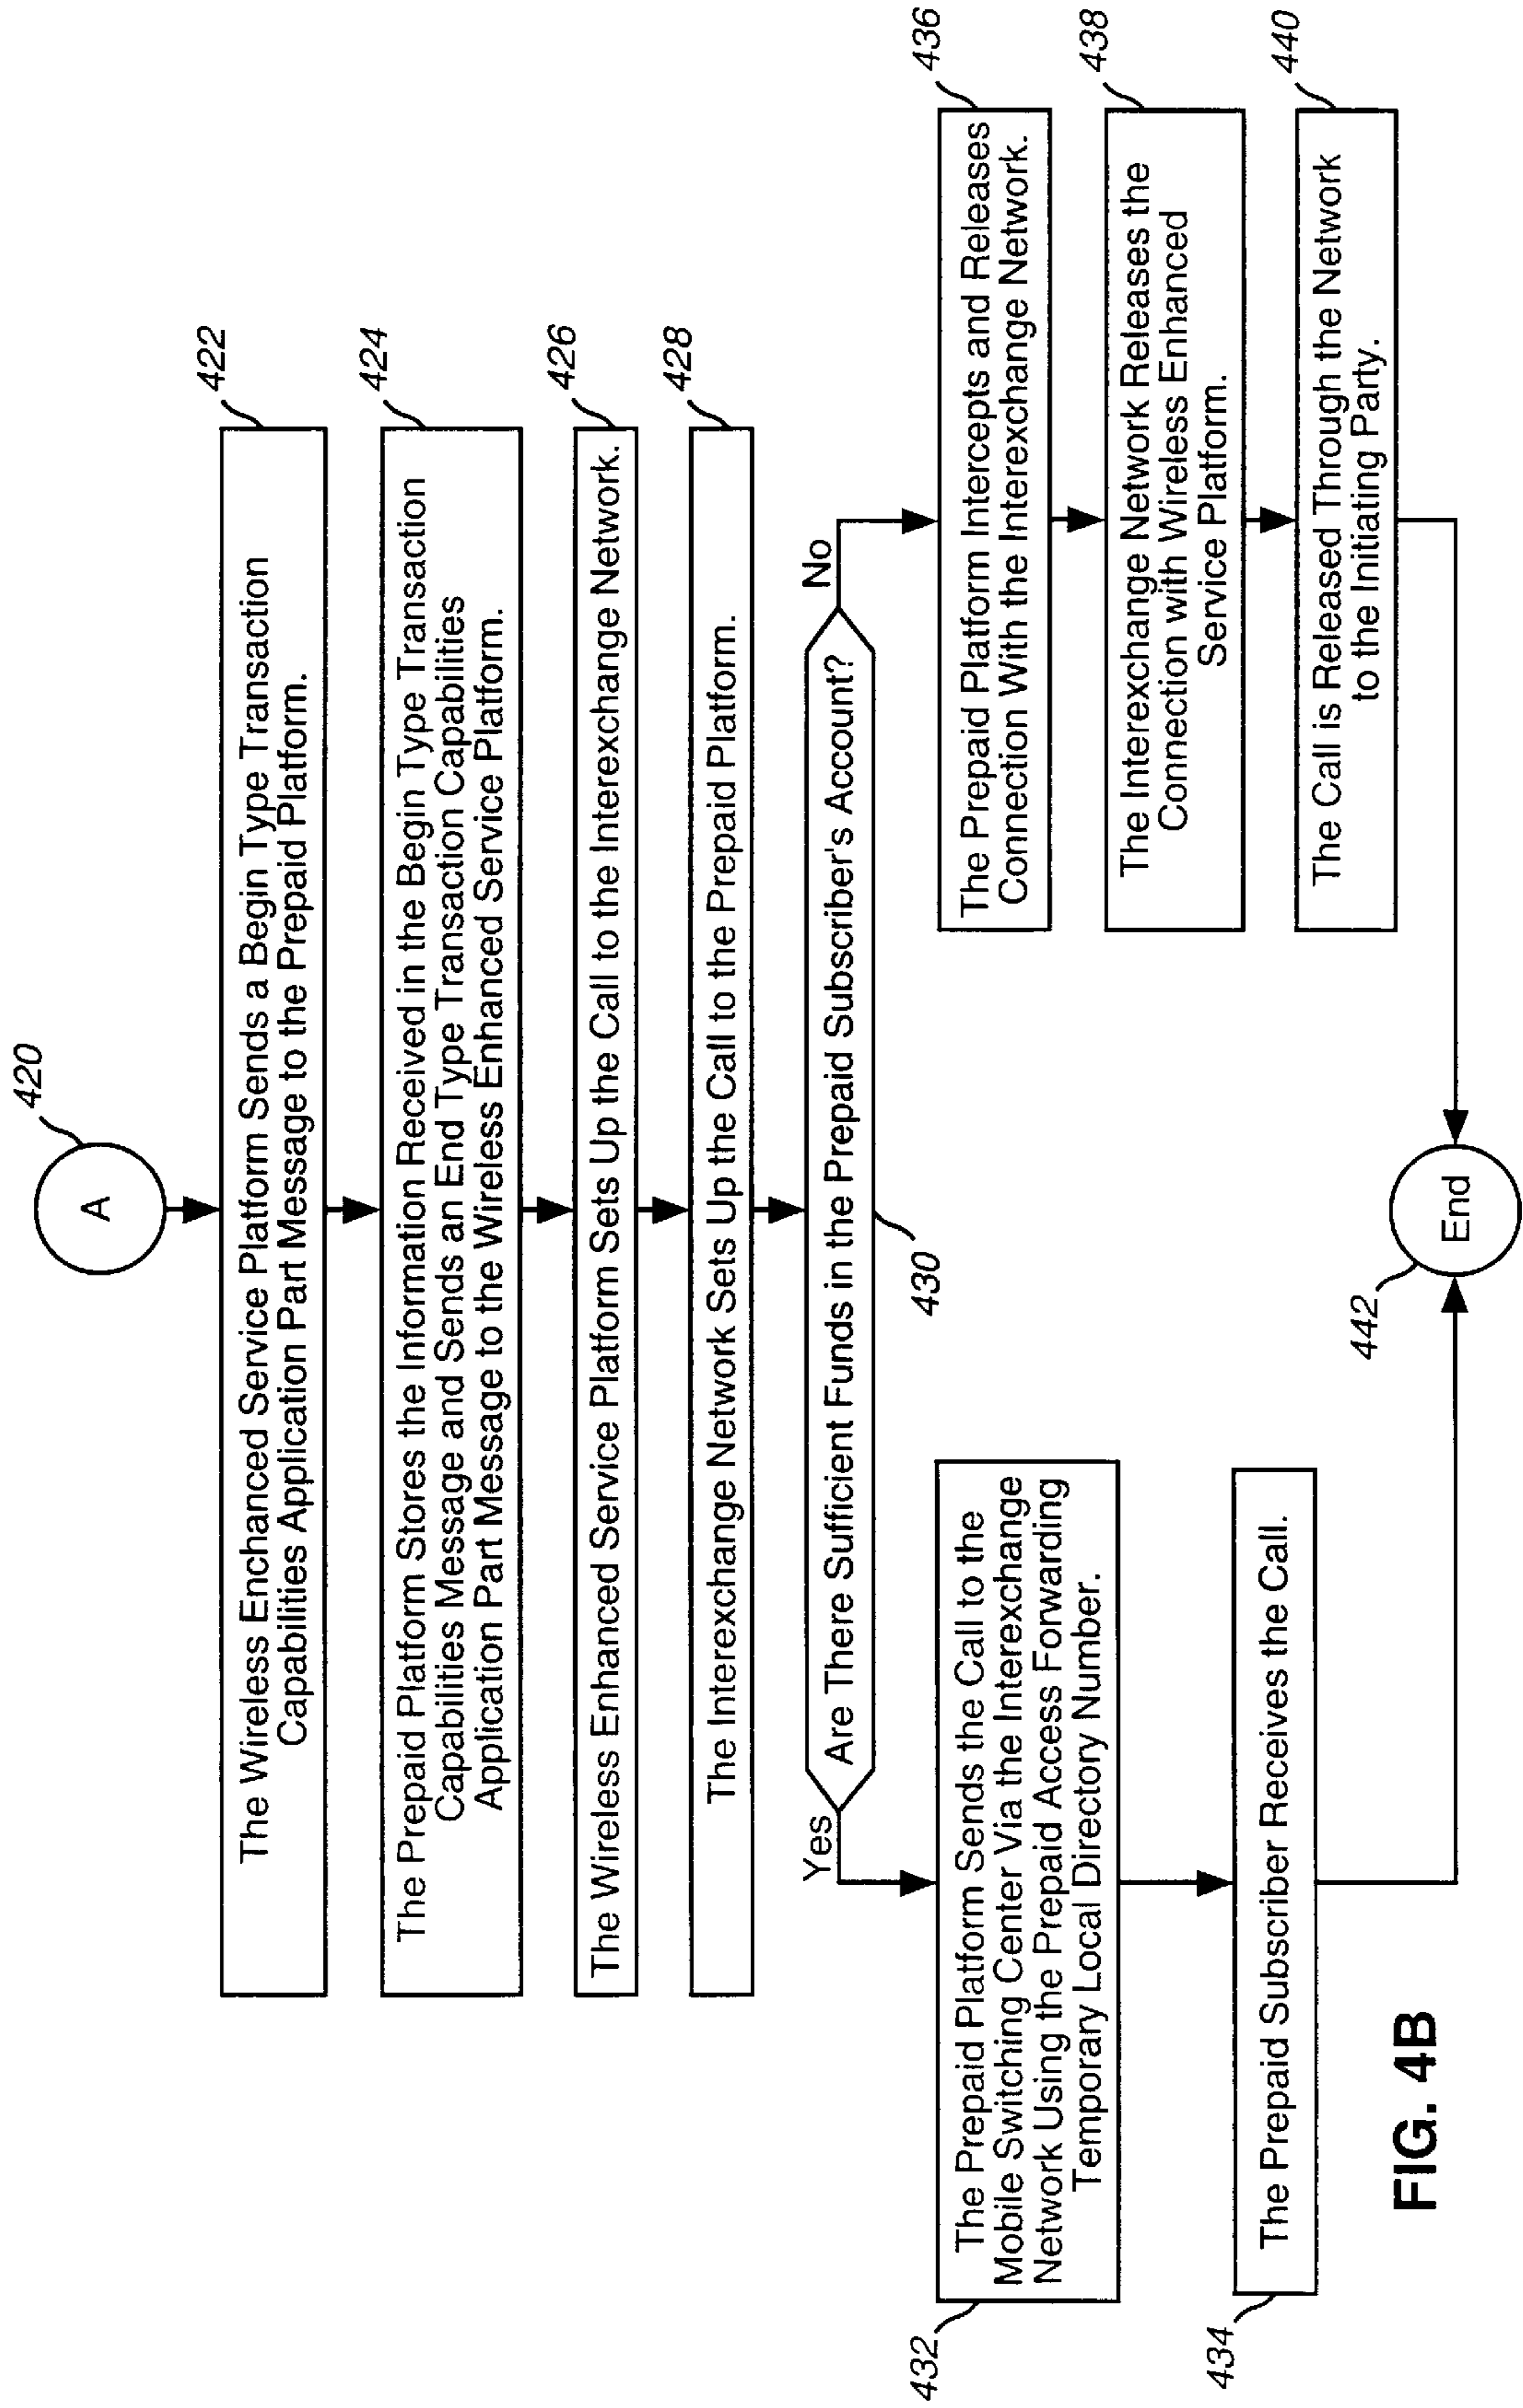 420
A
422
The Wireless Enchanced Service Platform Sends a Begin Type Transaction
Capabilities Application Part Message to the Prepaid Platform.
424
The Prepaid Platform Stores the Information Received in the Begin Type Transaction
Capabilities Message and Sends an End Type Transaction Capabilities
Application Part Message to the Wireless Enhanced Service Platform.
426
The Wireless Enhanced Service Platform Sets Up the Call to the Interexchange Network.
428
The Interexchange Network Sets Up the Call to the Prepaid Platform.
Yes
Are There Sufficient Funds in the Prepaid Subscriber's Account?
No
430
432
The Prepaid Platform Sends the Call to the
Mobile Switching Center Via the Interexchange
Network Using the Prepaid Access Forwarding
Temporary Local Directory Number.
434
The Prepaid Subscriber Receives the Call.
436
The Prepaid Platform Intercepts and Releases
Connection With the Interexchange Network.
438
The Interexchange Network Releases the
Connection with Wireless Enhanced
Service Platform.
440
The Call is Released Through the Network
to the Initiating Party.
442
End
FIG. 4B